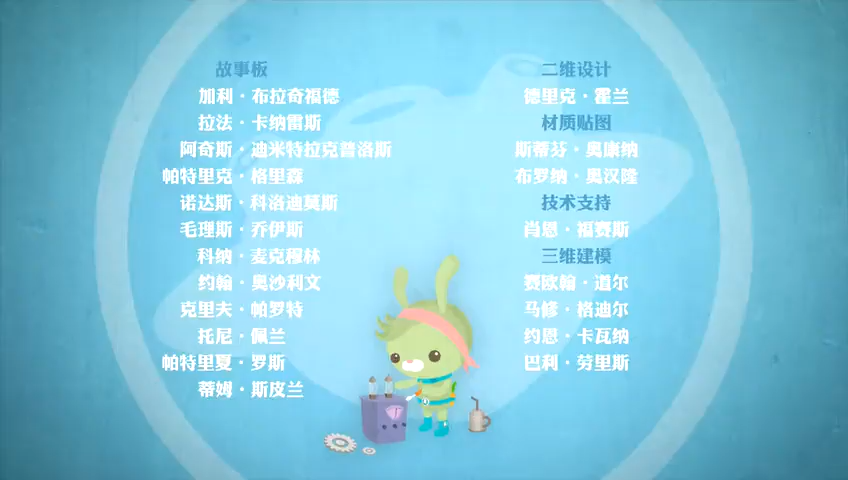 故事板
加利·布拉奇福德
拉法·卡纳雷斯
阿奇斯·迪米特拉克普洛斯
帕特里克·格里森
诺达斯·科洛迪莫斯
毛理斯·乔伊斯
科纳·麦克穆林
约翰·奥沙利文
克里夫·帕罗特
托尼·佩兰
帕特里夏·罗斯
蒂姆·斯皮兰
二维设计
德里克·霍兰
材质贴图
斯蒂芬·奥康纳
布罗纳·奥汉隆
技术支持
肖恩·福赛斯
三维建模
赛欧翰·道尔
马修·格迪尔
约恩·卡瓦纳
巴利·劳里斯